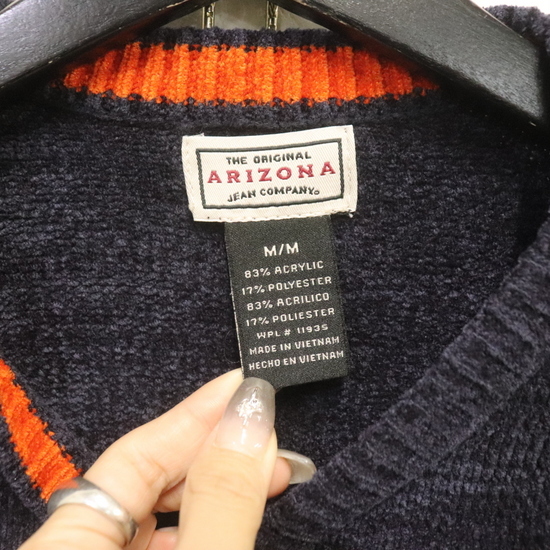 THE ORIGINAL
ARIZONA
JEAN COMPANY®
M/M
83% ACRYLIC
17% POLYESTER
83% ACRILICO
17% POLIESTER
WPL # 11935
MADE IN VIETNAM
HECHO EN VIETNAM